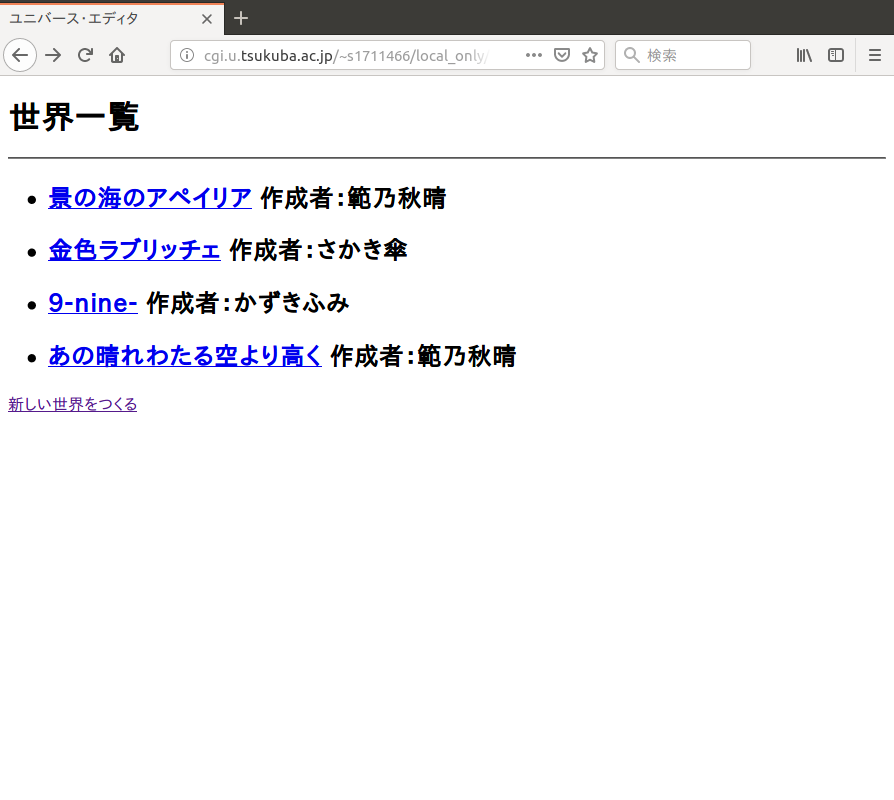 ユニバース・エディタ
cgi.u.tsukuba.ac.jp/~s1711466/local_only/
検索
世界一覧
景の海のアペイリア 作成者:範乃秋晴
金色ラブリッチェ 作成者:さかき傘
9-nine- 作成者:かずきふみ
あの晴れわたる空より高く 作成者:範乃秋晴
新しい世界をつくる